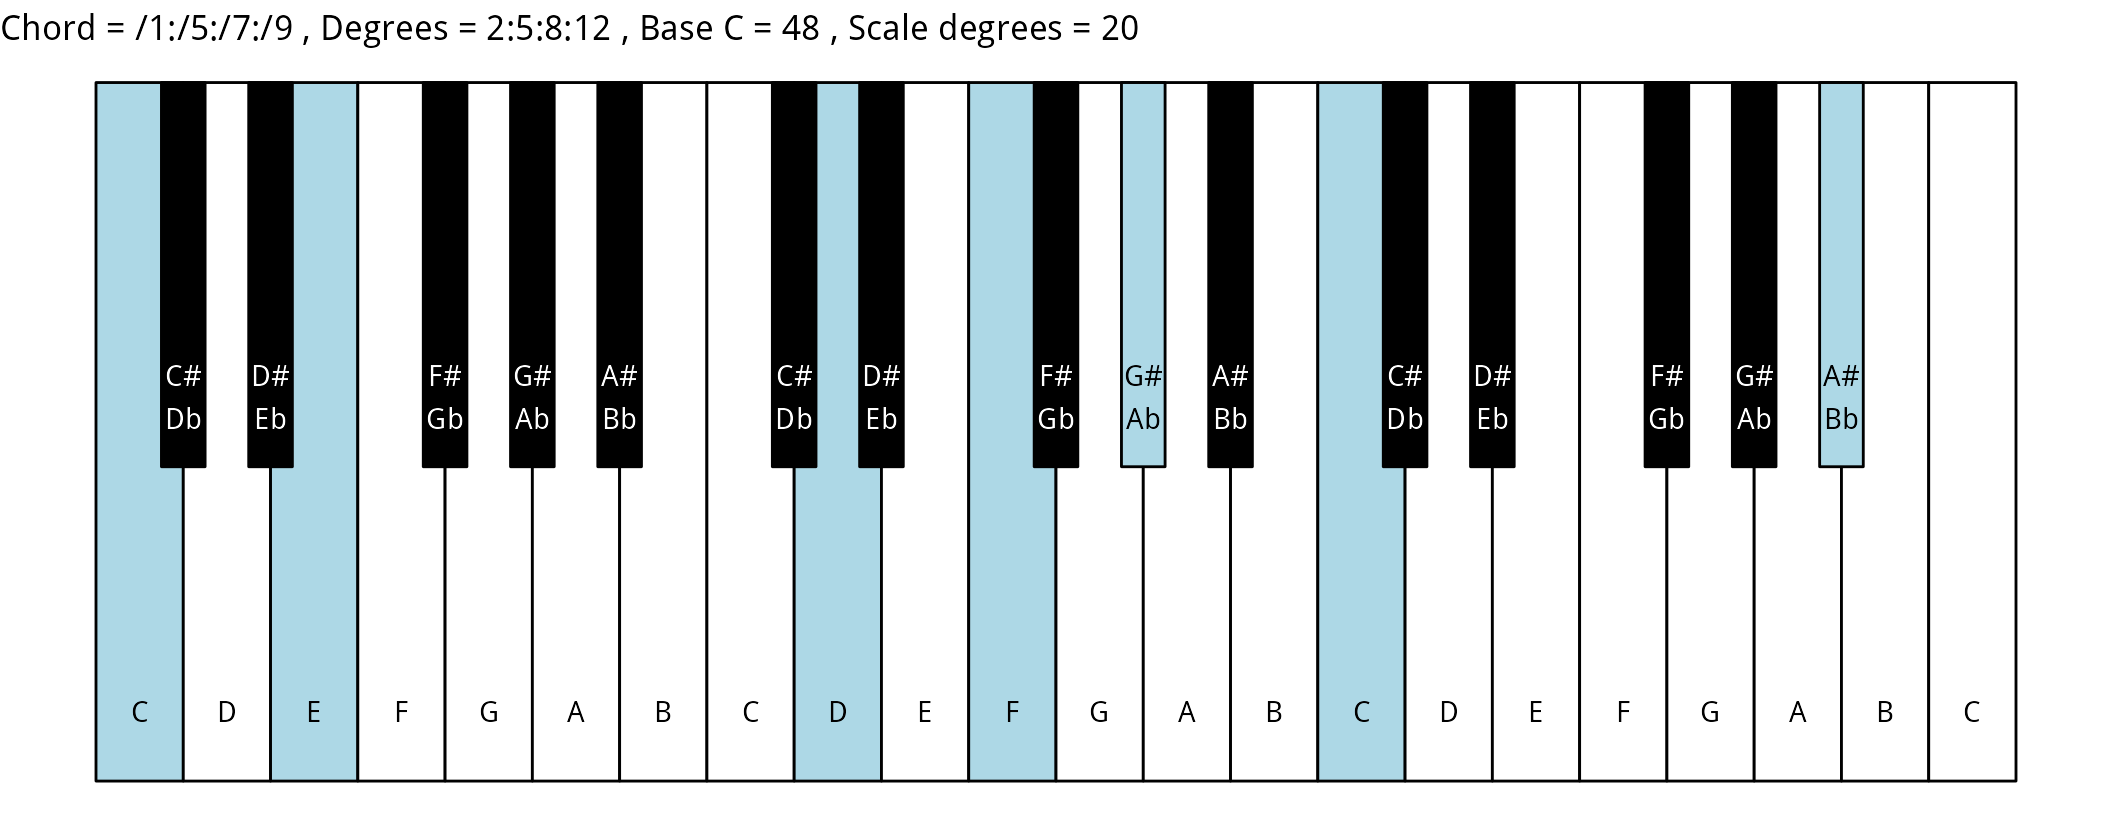 Chord = /1:/5:/7:/9 , Degrees = 2:5:8:12 , Base C = 48 , Scale degrees = 20
C# D# F# G# A# C# D# F# G# A# C# D# F# G# A#
Db Eb Gb Ab Bb Db Eb Gb Ab Bb Db Eb Gb Ab Bb
C D E F G A B C D E F G A B C D E F G A B C